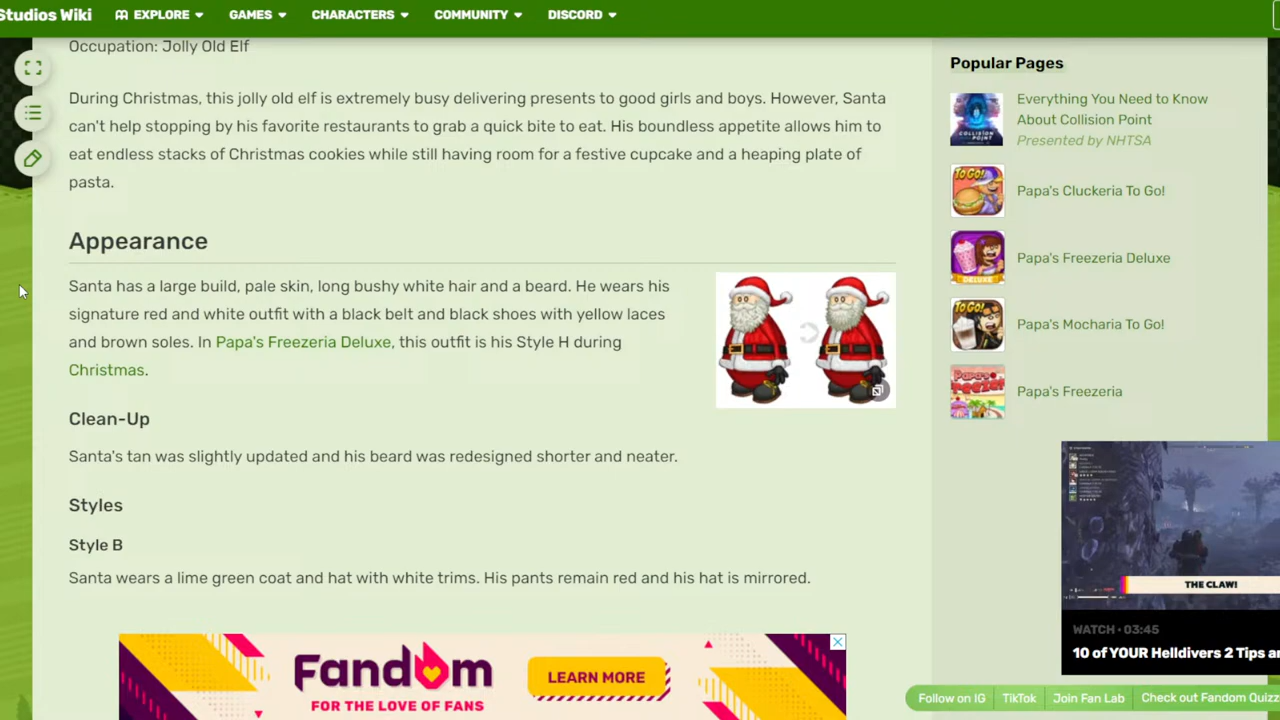 Studios Wiki
EXPLORE
GAMES
CHARACTERS
COMMUNITY
DISCORD
Occupation: Jolly Old Elf
During Christmas, this jolly old elf is extremely busy delivering presents to good girls and boys. However, Santa
can't help stopping by his favorite restaurants to grab a quick bite to eat. His boundless appetite allows him to
eat endless stacks of Christmas cookies while still having room for a festive cupcake and a heaping plate of
pasta.
Appearance
Santa has a large build, pale skin, long bushy white hair and a beard. He wears his
signature red and white outfit with a black belt and black shoes with yellow laces
and brown soles. In Papa's Freezeria Deluxe, this outfit is his Style H during
Christmas.
Clean-Up
Santa's tan was slightly updated and his beard was redesigned shorter and neater.
Styles
Style B
Santa wears a lime green coat and hat with white trims. His pants remain red and his hat is mirrored.
Fandom
FOR THE LOVE OF FANS
LEARN MORE
Popular Pages
COLLISION
POINT
Everything You Need to Know
About Collision Point
Presented by NHTSA
TO GO!
Papa's Cluckeria To Go!
DELUXE
Papa's Freezeria Deluxe
TO GO!
Papa's Mocharia To Go!
Papa's Freezeria
THE CLAW!
WATCH • 03:45
10 of YOUR Helldivers 2 Tips
Follow on IG
TikTok
Join Fan Lab
Check out Fandom Quizz